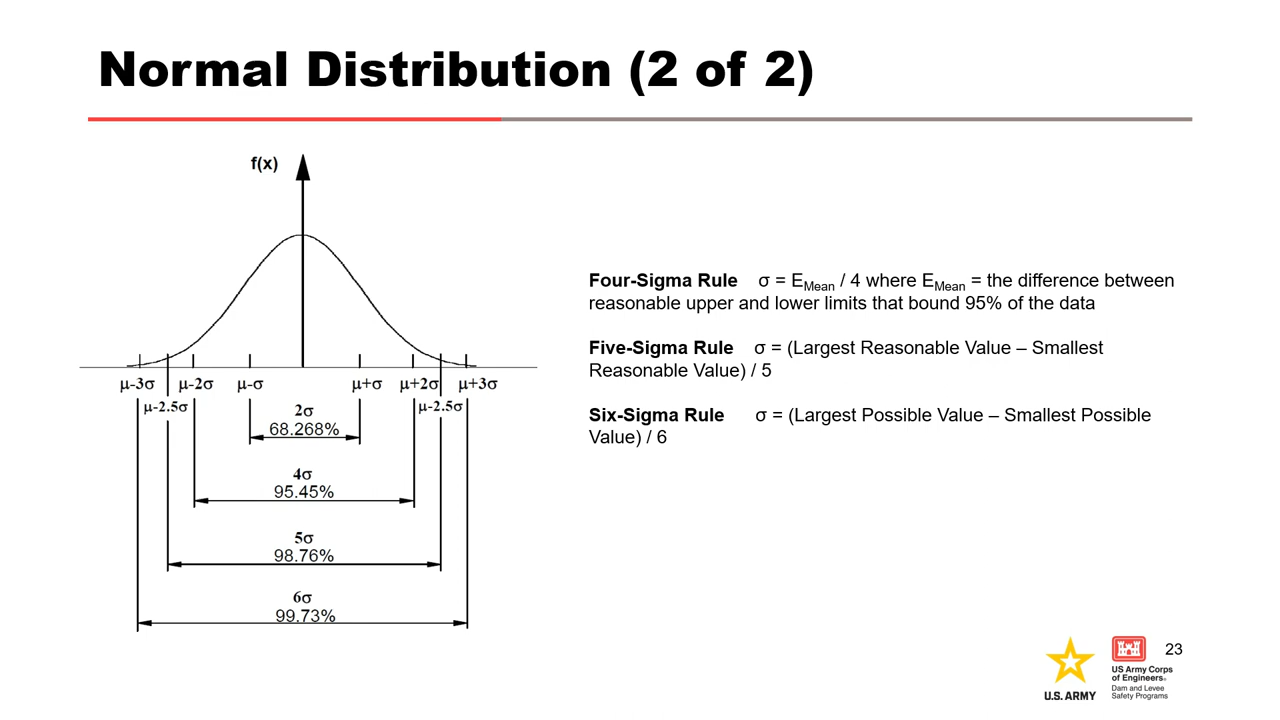 Normal Distribution (2 of 2)
f(x)
μ-3σ μ-2σ μ-σ μ+σ μ+2σ μ+3σ
μ-2.5σ μ-2.5σ
2σ
68.268%
4σ
95.45%
5σ
98.76%
6σ
99.73%
Four-Sigma Rule σ = EMean / 4 where EMean = the difference between
reasonable upper and lower limits that bound 95% of the data
Five-Sigma Rule σ = (Largest Reasonable Value – Smallest
Reasonable Value) / 5
Six-Sigma Rule σ = (Largest Possible Value – Smallest Possible
Value) / 6
U.S. ARMY
US Army Corps
of Engineers®
Dam and Levee
Safety Programs
23